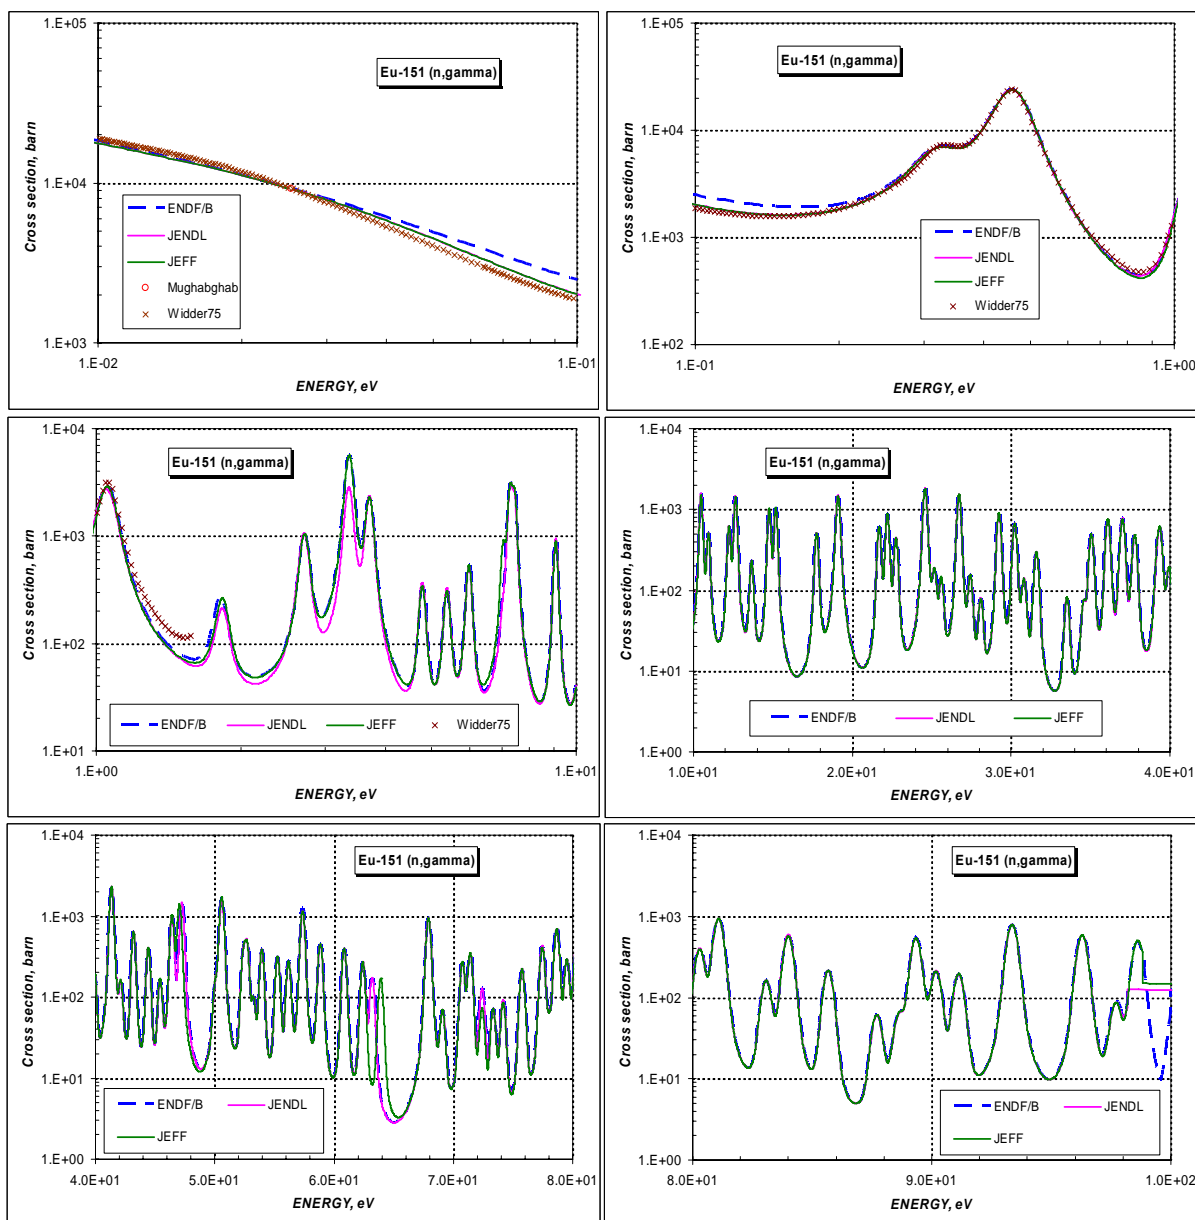 1.E+05
1.E+04
1.E+03
Cross section, barn
Eu-151 (n,gamma)
ENDF/B
JENDL
JEFF
Mughabghab
Widder75
1.E-02
1.E-01
ENERGY, eV
1.E+05
1.E+04
1.E+03
1.E+02
Cross section, barn
Eu-151 (n,gamma)
ENDF/B
JENDL
JEFF
Widder75
1.E-01
1.E+00
ENERGY, eV
1.E+04
1.E+03
1.E+02
1.E+01
Cross section, barn
Eu-151 (n,gamma)
ENDF/B JENDL JEFF Widder75
1.E+00
1.E+01
ENERGY, eV
1.E+04
1.E+03
1.E+02
1.E+01
1.E+00
Cross section, barn
Eu-151 (n,gamma)
ENDF/B JENDL JEFF
1.0E+01 2.0E+01 3.0E+01 4.0E+01
ENERGY, eV
1.E+04
1.E+03
1.E+02
1.E+01
1.E+00
Cross section, barn
Eu-151 (n,gamma)
ENDF/B JENDL
JEFF
4.0E+01 5.0E+01 6.0E+01 7.0E+01 8.0E+01
ENERGY, eV
1.E+04
1.E+03
1.E+02
1.E+01
1.E+00
Cross section, barn
Eu-151 (n,gamma)
ENDF/B JENDL
JEFF
8.0E+01 9.0E+01 1.0E+02
ENERGY, eV